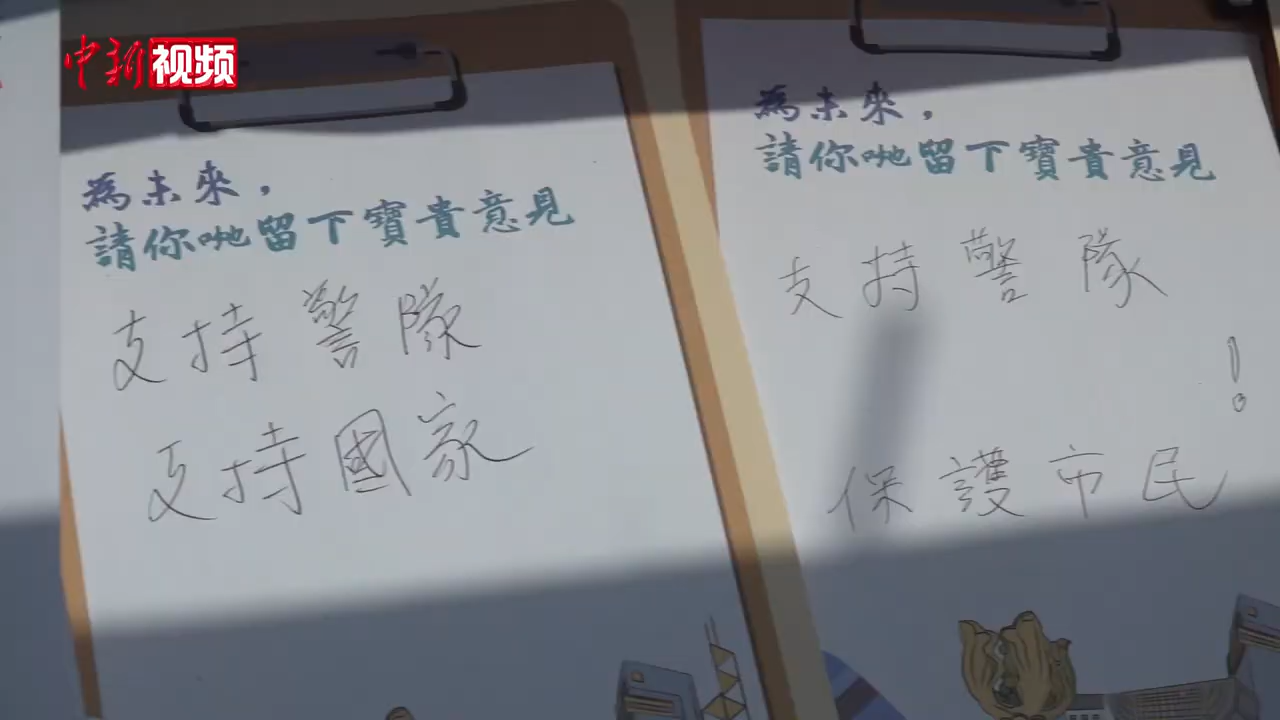 中新视频
為未來，
請你哋留下寶貴意見
支持警隊
支持國家
為未來，
請你哋留下寶貴意見
支持警隊
！
保護市民